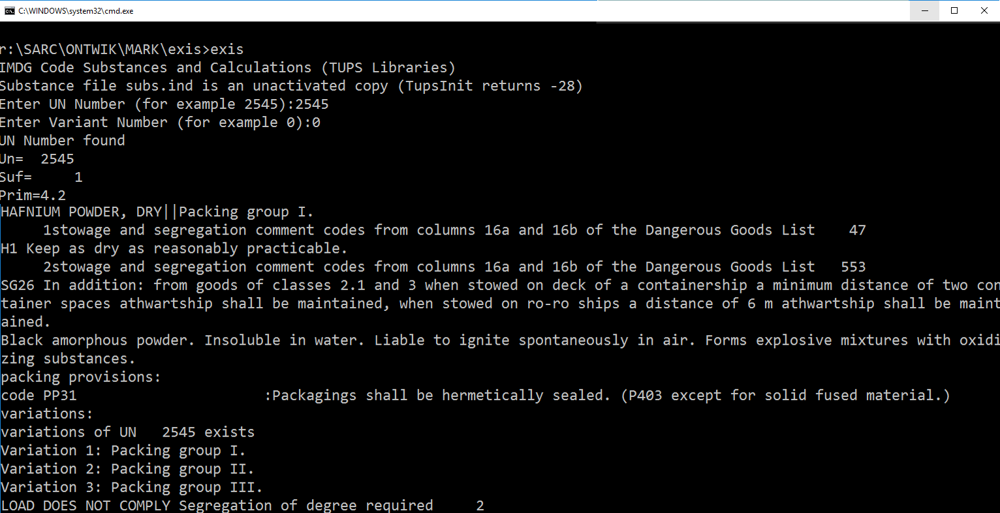 C:\WINDOWS\system32\cmd.exe
r:\SARC\ONTWIK\MARK\exis>exis
IMDG Code Substances and Calculations (TUPS Libraries)
Substance file subs.ind is an unactivated copy (TupsInit returns -28)
Enter UN Number (for example 2545):2545
Enter Variant Number (for example 0):0
UN Number found
Un=  2545
Suf=     1
Prim=4.2
HAFNIUM POWDER, DRY||Packing group I.
     1stowage and segregation comment codes from columns 16a and 16b of the Dangerous Goods List    47
H1 Keep as dry as reasonably practicable.
     2stowage and segregation comment codes from columns 16a and 16b of the Dangerous Goods List   553
SG26 In addition: from goods of classes 2.1 and 3 when stowed on deck of a containership a minimum distance of two con
tainer spaces athwartship shall be maintained, when stowed on ro-ro ships a distance of 6 m athwartship shall be maint
ained.
Black amorphous powder. Insoluble in water. Liable to ignite spontaneously in air. Forms explosive mixtures with oxidi
zing substances.
packing provisions:
code PP31                      :Packagings shall be hermetically sealed. (P403 except for solid fused material.)
variations:
variations of UN   2545 exists
Variation 1: Packing group I.
Variation 2: Packing group II.
Variation 3: Packing group III.
LOAD DOES NOT COMPLY Segregation of degree required     2